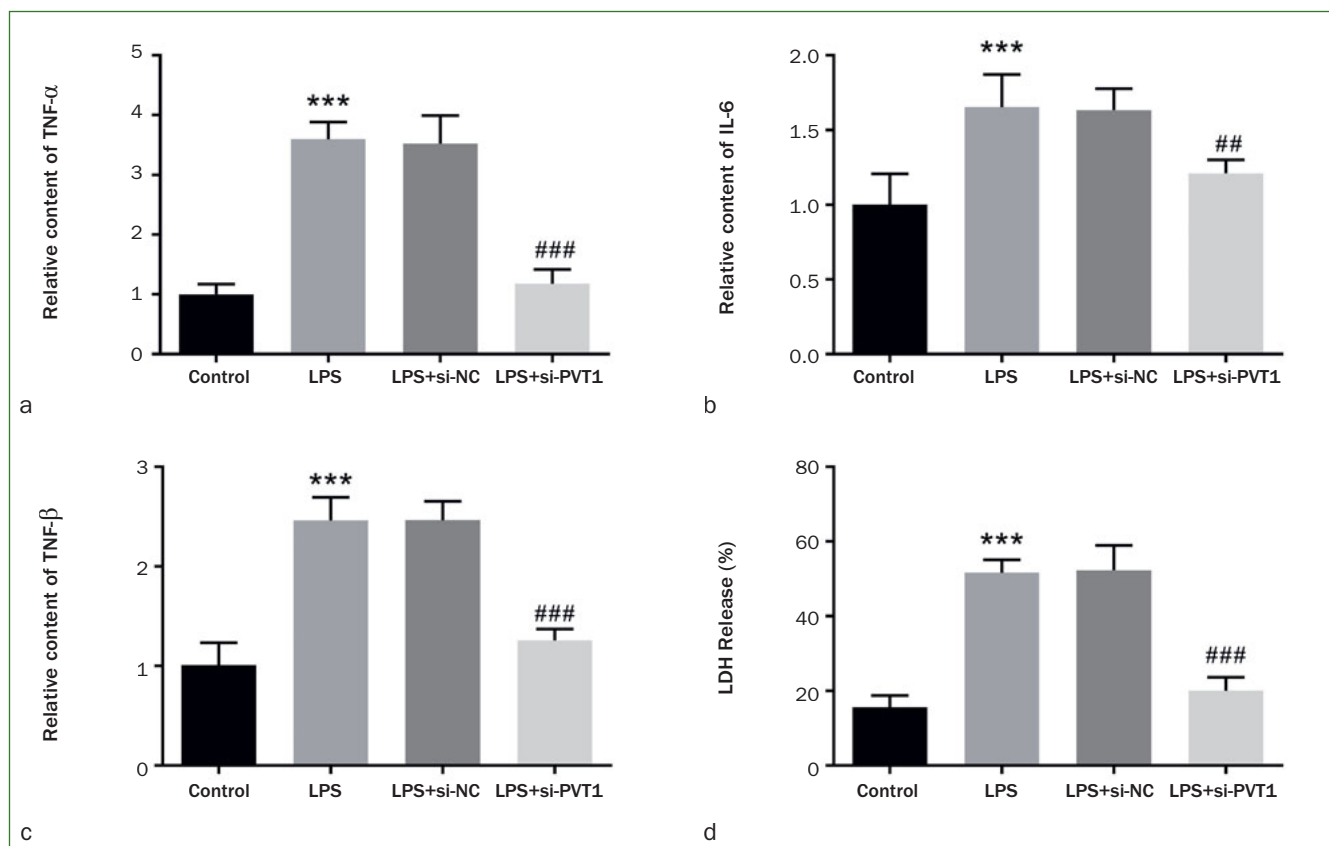 Relative content of TNF-α
5
4
3
2
1
0
***
###
Control LPS LPS+si-NC LPS+si-PVT1
a
Relative content of IL-6
2.0
1.5
1.0
0.5
0.0
***
##
Control LPS LPS+si-NC LPS+si-PVT1
b
Relative content of TNF-β
3
2
1
0
***
###
Control LPS LPS+si-NC LPS+si-PVT1
c
LDH Release (%)
80
60
40
20
0
***
###
Control LPS LPS+si-NC LPS+si-PVT1
d